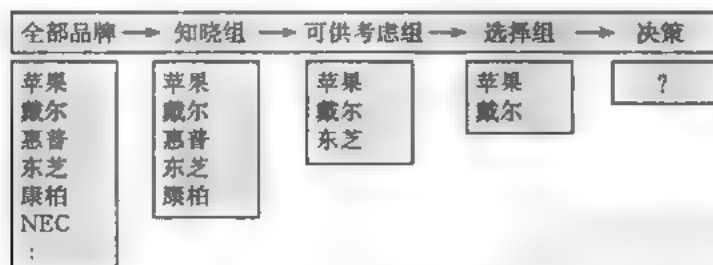 全部品牌 → 知晓组 → 可供考虑组 → 选择组 → 决策
苹果
戴尔
惠普
东芝
康柏
NEC
⋮
苹果
戴尔
惠普
东芝
康柏
苹果
戴尔
东芝
苹果
戴尔
?